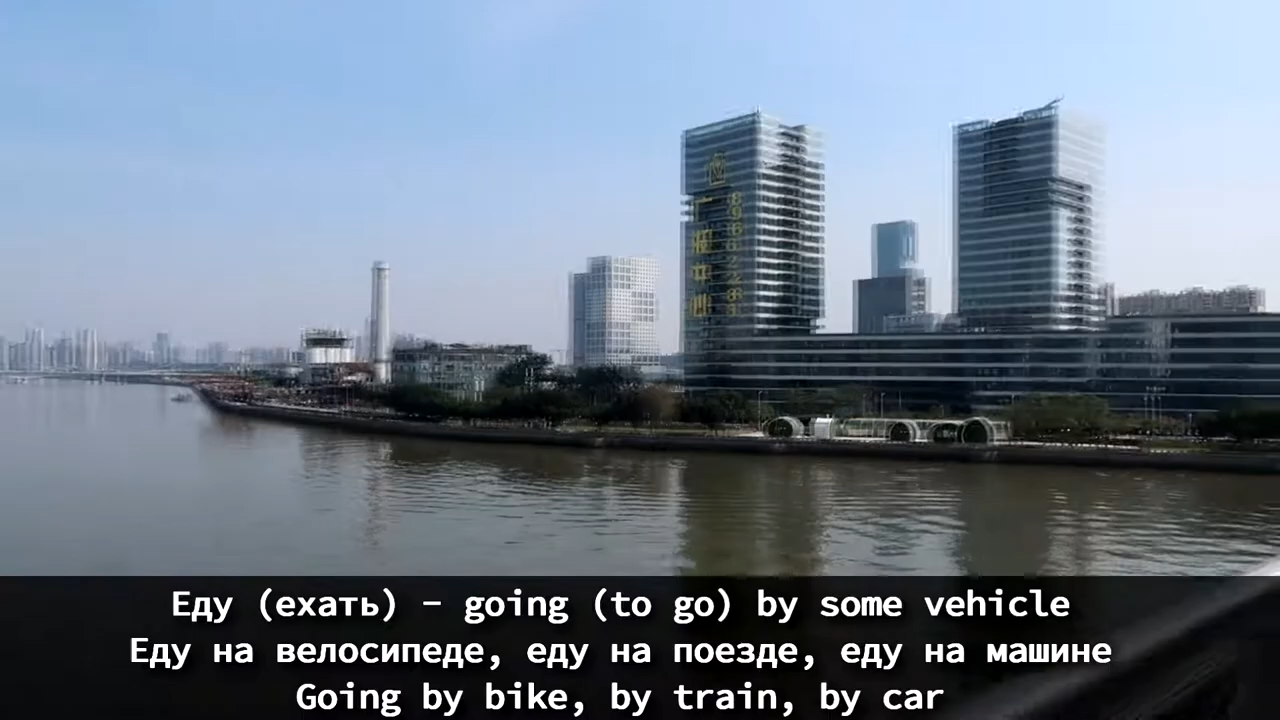 Еду (ехать) – going (to go) by some vehicle
Еду на велосипеде, еду на поезде, еду на машине
Going by bike, by train, by car